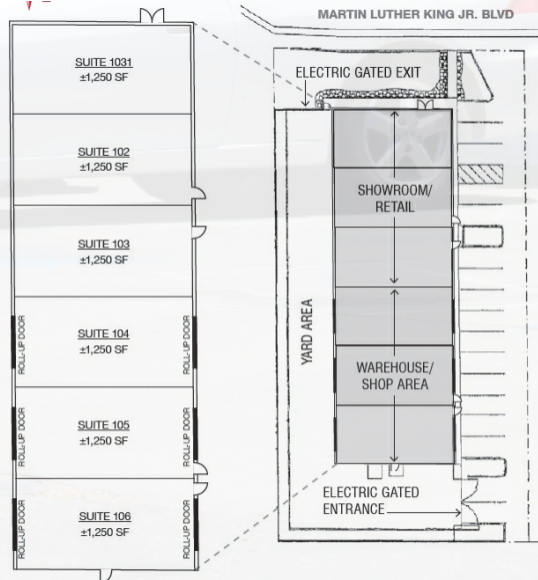 MARTIN LUTHER KING JR. BLVD
SUITE 1031
±1,250 SF
SUITE 102
±1,250 SF
SUITE 103
±1,250 SF
ROLL-UP DOOR
SUITE 104
±1,250 SF
ROLL-UP DOOR
ROLL-UP DOOR
SUITE 105
±1,250 SF
ROLL-UP DOOR
ROLL-UP DOOR
SUITE 106
±1,250 SF
ROLL-UP DOOR
ELECTRIC GATED EXIT
SHOWROOM/
RETAIL
YARD AREA
WAREHOUSE/
SHOP AREA
ELECTRIC GATED
ENTRANCE